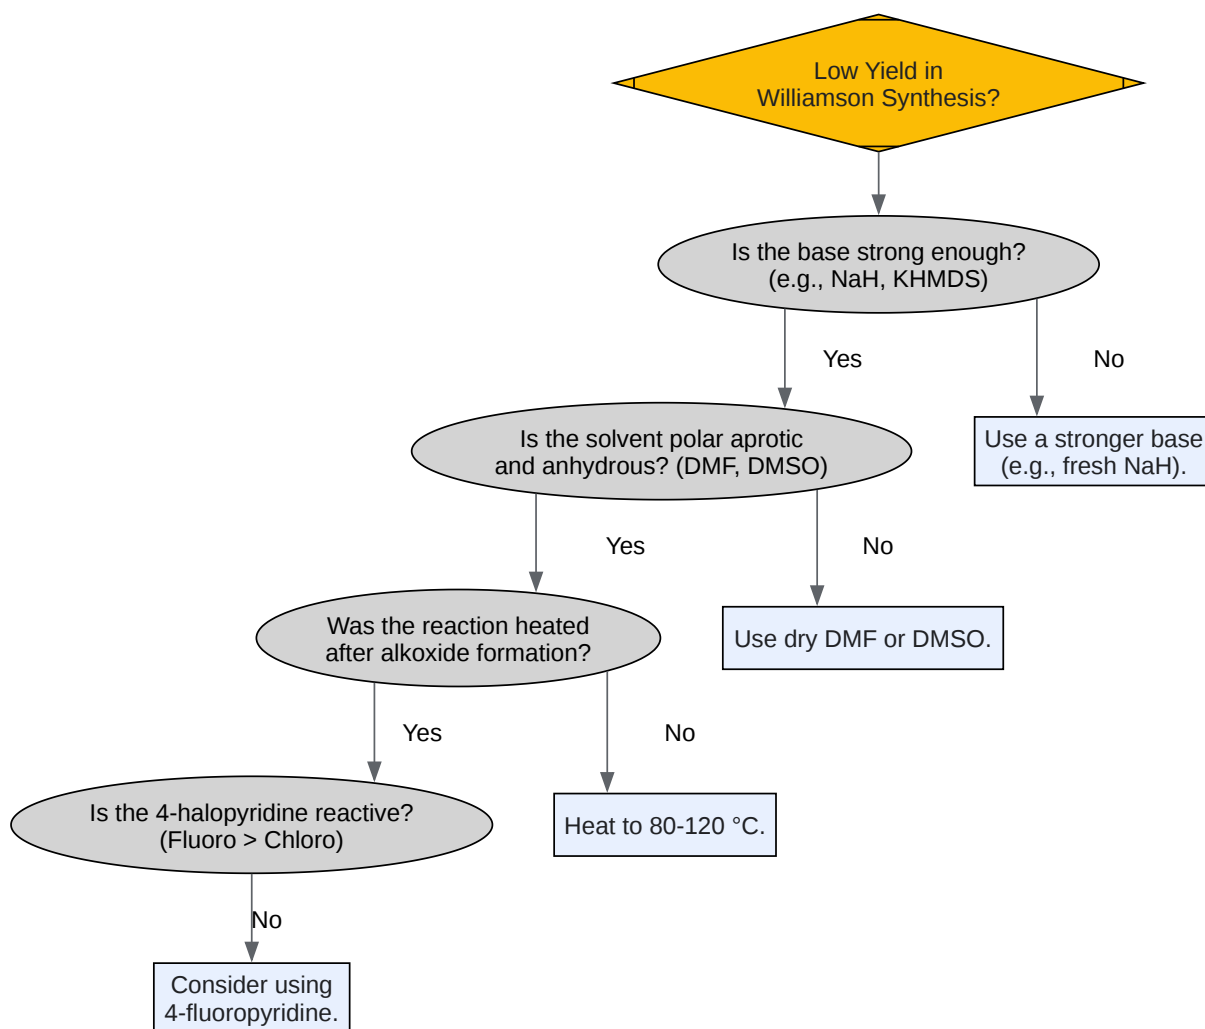 Low Yield in
Williamson Synthesis?
Is the base strong enough?
(e.g., NaH, KHMDS)
Yes
No
Is the solvent polar aprotic
and anhydrous? (DMF, DMSO)
Use a stronger base
(e.g., fresh NaH).
Yes
No
Was the reaction heated
after alkoxide formation?
Use dry DMF or DMSO.
Yes
No
Is the 4-halopyridine reactive?
(Fluoro > Chloro)
Heat to 80-120 °C.
No
Consider using
4-fluoropyridine.